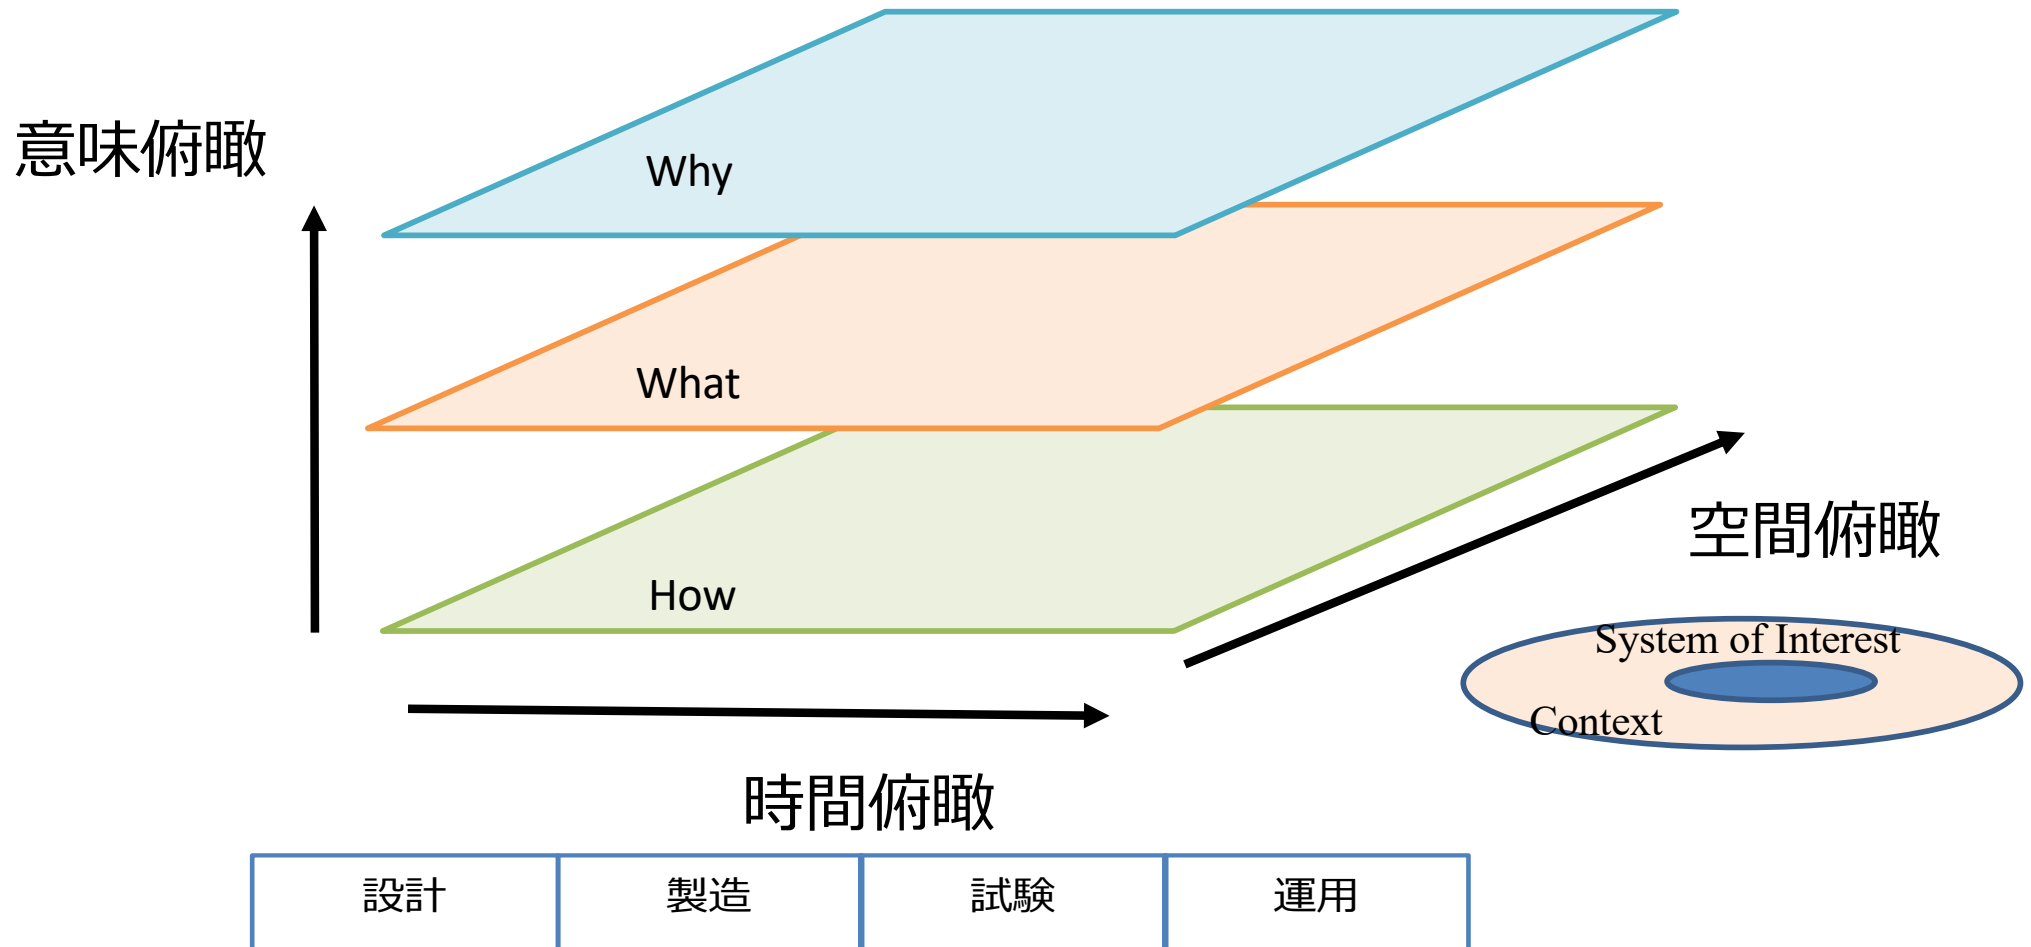 意味俯瞰
Why
What
How
空間俯瞰
System of Interest
Context
時間俯瞰
設計
製造
試験
運用